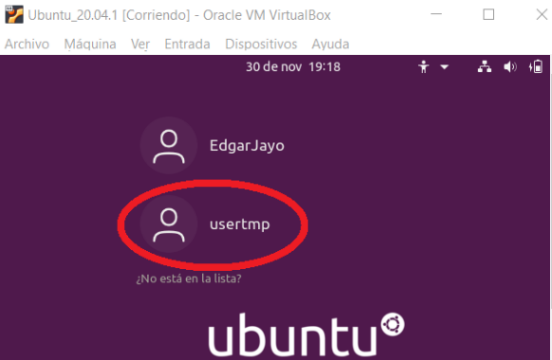 Ubuntu_20.04.1 [Corriendo] - Oracle VM VirtualBox
Archivo Máquina Ver Entrada Dispositivos Ayuda
30 de nov 19:18
EdgarJayo
usertmp
¿No está en la lista?
ubuntu